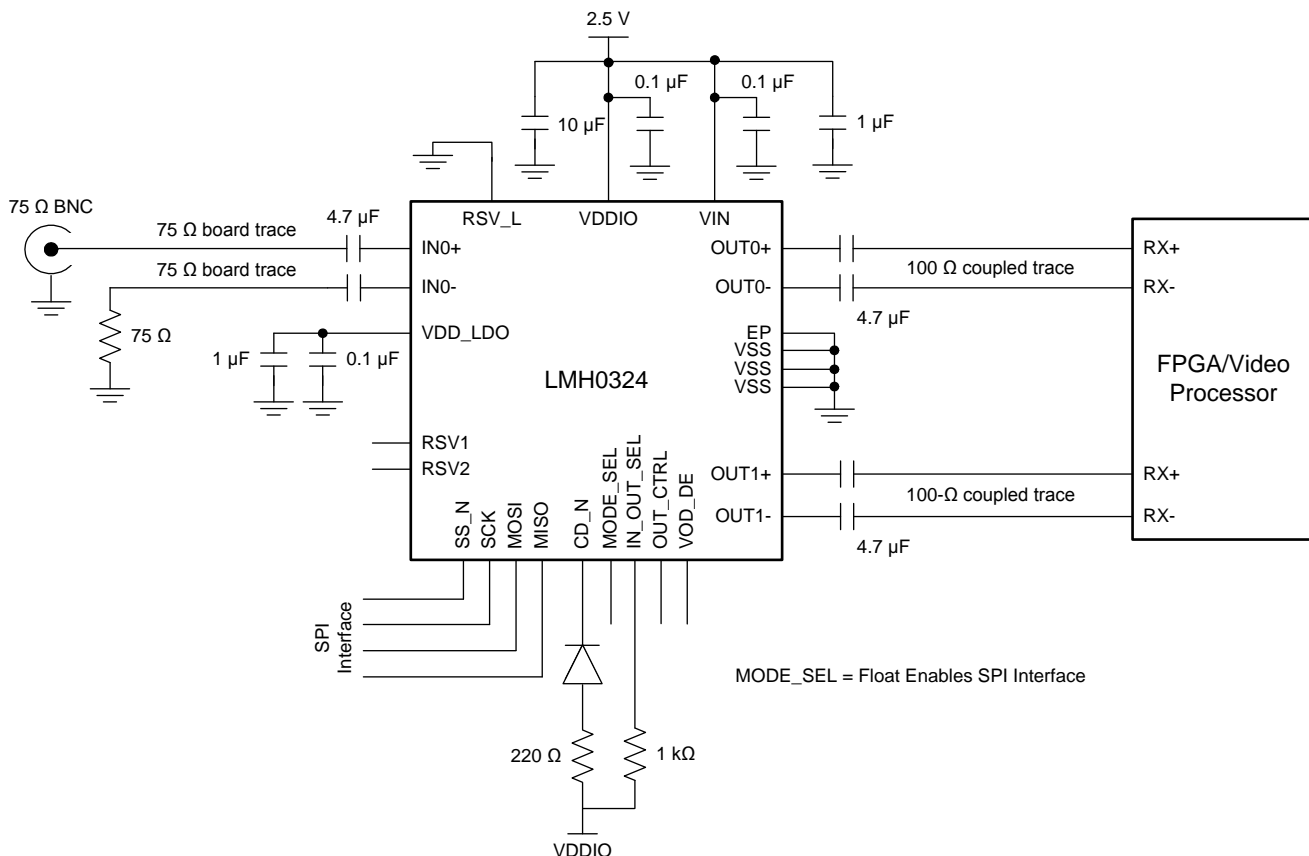 2.5 V
0.1 µF
0.1 µF
10 µF
1 µF
75 Ω BNC
75 Ω board trace
4.7 µF
75 Ω board trace
75 Ω
1 µF
0.1 µF
RSV_L
VDDIO
VIN
IN0+
IN0-
VDD_LDO
LMH0324
RSV1
RSV2
OUT0+
OUT0-
EP
VSS
VSS
VSS
OUT1+
OUT1-
SS_N
SCK
MOSI
MISO
CD_N
MODE_SEL
IN_OUT_SEL
OUT_CTRL
VOD_DE
100 Ω coupled trace
4.7 µF
100-Ω coupled trace
4.7 µF
RX+
RX-
FPGA/Video
Processor
RX+
RX-
SPI
Interface
MODE_SEL = Float Enables SPI Interface
220 Ω
1 kΩ
VDDIO